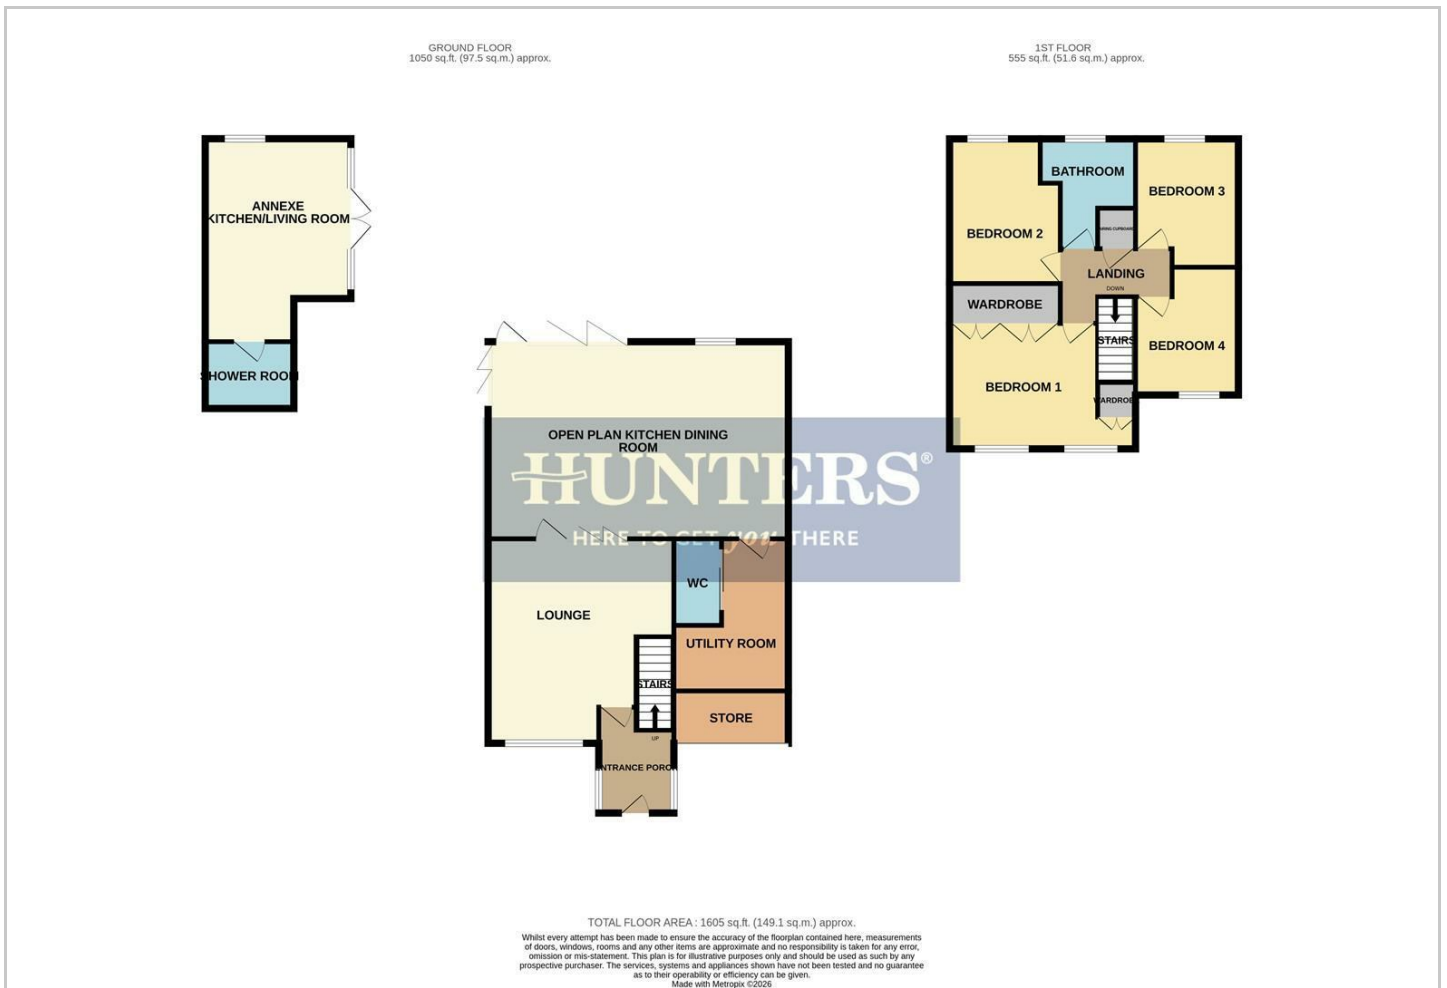 GROUND FLOOR
1050 sq.ft. (97.5 sq.m.) approx.
1ST FLOOR
555 sq.ft. (51.6 sq.m.) approx.
ANNEXE
KITCHEN/LIVING ROOM
SHOWER ROOM
BATHROOM
BEDROOM 3
BEDROOM 2
LANDING
DOWN
WARDROBE
STAIRS
BEDROOM 4
BEDROOM 1
WARDROBE
OPEN PLAN KITCHEN DINING
ROOM
HUNTERS®
HERE TO GET you THERE
WC
LOUNGE
UTILITY ROOM
STAIRS
STORE
UP
ENTRANCE PORCH
TOTAL FLOOR AREA : 1605 sq.ft. (149.1 sq.m.) approx.
Whilst every attempt has been made to ensure the accuracy of the floorplan contained here, measurements
of doors, windows, rooms and any other items are approximate and no responsibility is taken for any error,
omission or mis-statement. This plan is for illustrative purposes only and should be used as such by any
prospective purchaser. The services, systems and appliances shown have not been tested and no guarantee
as to their operability or efficiency can be given.
Made with Metropix ©2026